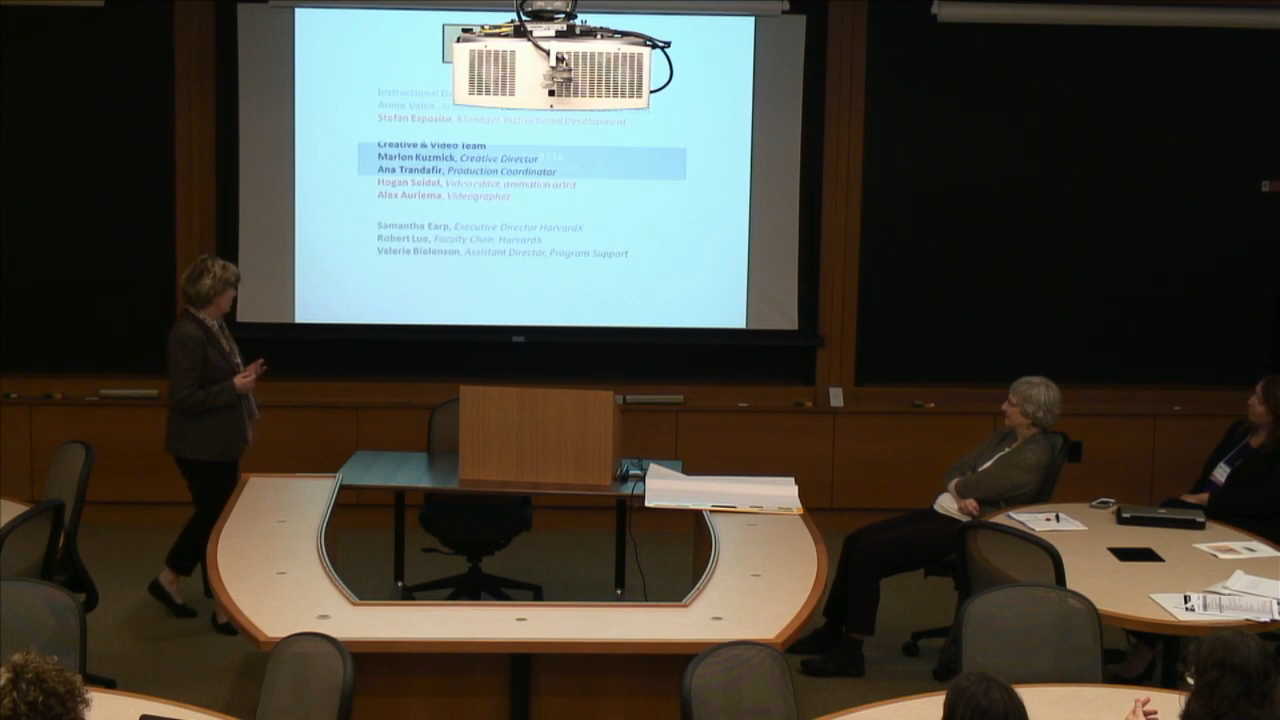 Instructional
Annie Valva,
Stefan Esposito, Manager, Instructional Development
Creative & Video Team
Marlon Kuzmick, Creative Director
Ana Trandafir, Production Coordinator
Hogan Seidel, Video editor, animation artist
Alex Auriema, Videographer
Samantha Earp, Executive Director HarvardX
Robert Lue, Faculty Chair, HarvardX
Valerie Bielenson, Assistant Director, Program Support